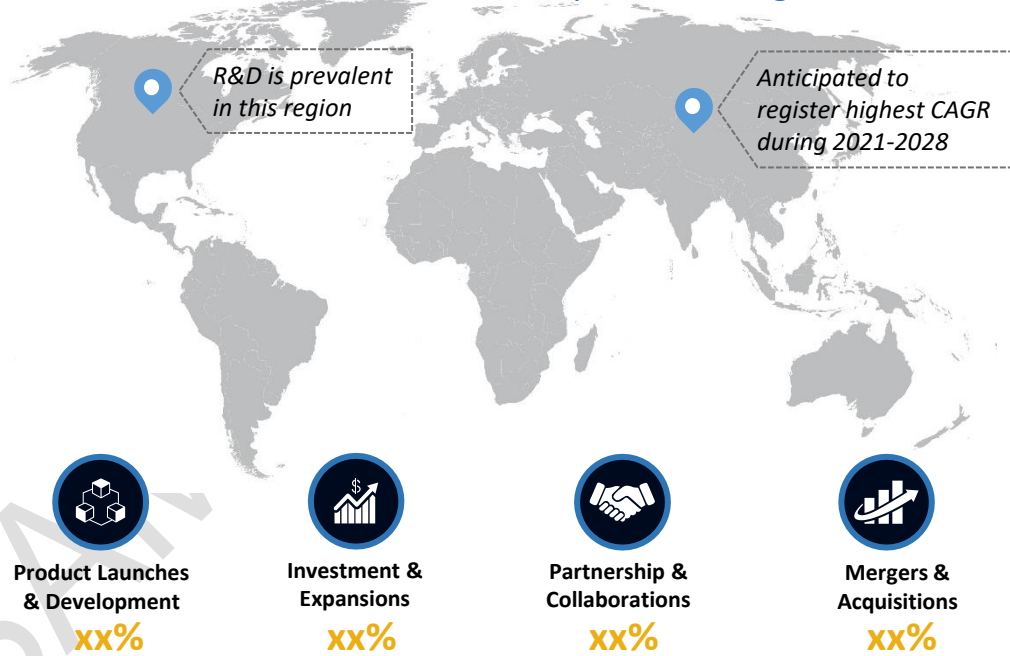 R&D is prevalent
in this region
Anticipated to
register highest CAGR
during 2021-2028
$
Product Launches
& Development
xx%
Investment &
Expansions
xx%
Partnership &
Collaborations
xx%
Mergers &
Acquisitions
xx%